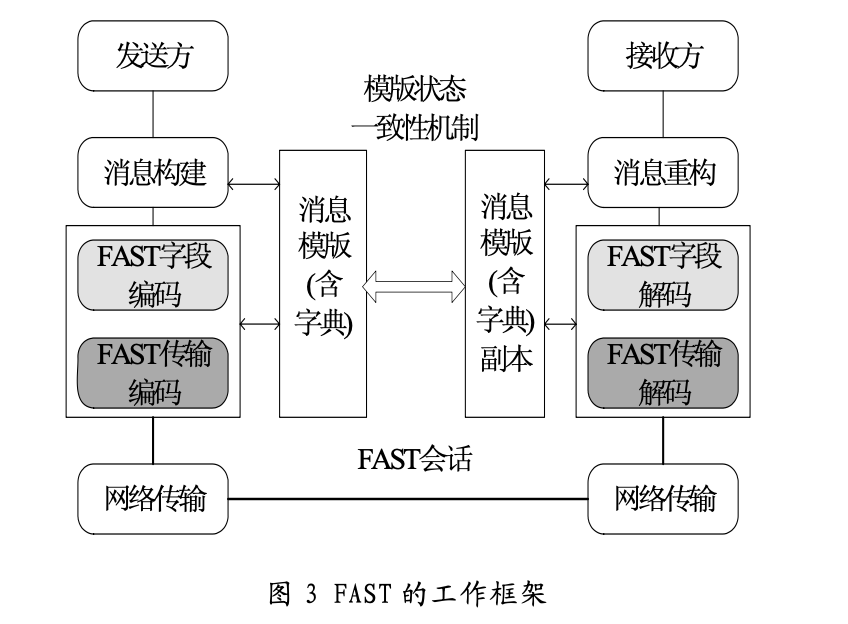 发送方
接收方
模版状态
一致性机制
消息构建
消息重构
消息
模版
(含
字典)
消息
模版
(含
字典)
副本
FAST字段
编码
FAST字段
解码
FAST传输
编码
FAST传输
解码
FAST会话
网络传输
网络传输
图 3 FAST 的工作框架